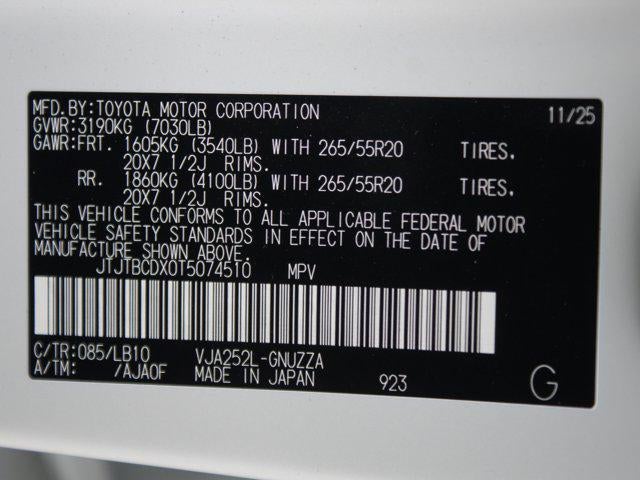 MFD.BY:TOYOTA MOTOR CORPORATION 11/25
GVWR:3190KG (7030LB)
GAWR:FRT. 1605KG (3540LB) WITH 265/55R20 TIRES.
20X7 1/2J RIMS.
RR. 1860KG (4100LB) WITH 265/55R20 TIRES.
20X7 1/2J RIMS.
THIS VEHICLE CONFORMS TO ALL APPLICABLE FEDERAL MOTOR
VEHICLE SAFETY STANDARDS IN EFFECT ON THE DATE OF
MANUFACTURE SHOWN ABOVE.
JTJTBCDX0T5074510 MPV
C/TR:085/LB10 VJA252L-GNUZZA
A/TM: /AJA0F MADE IN JAPAN 923 G